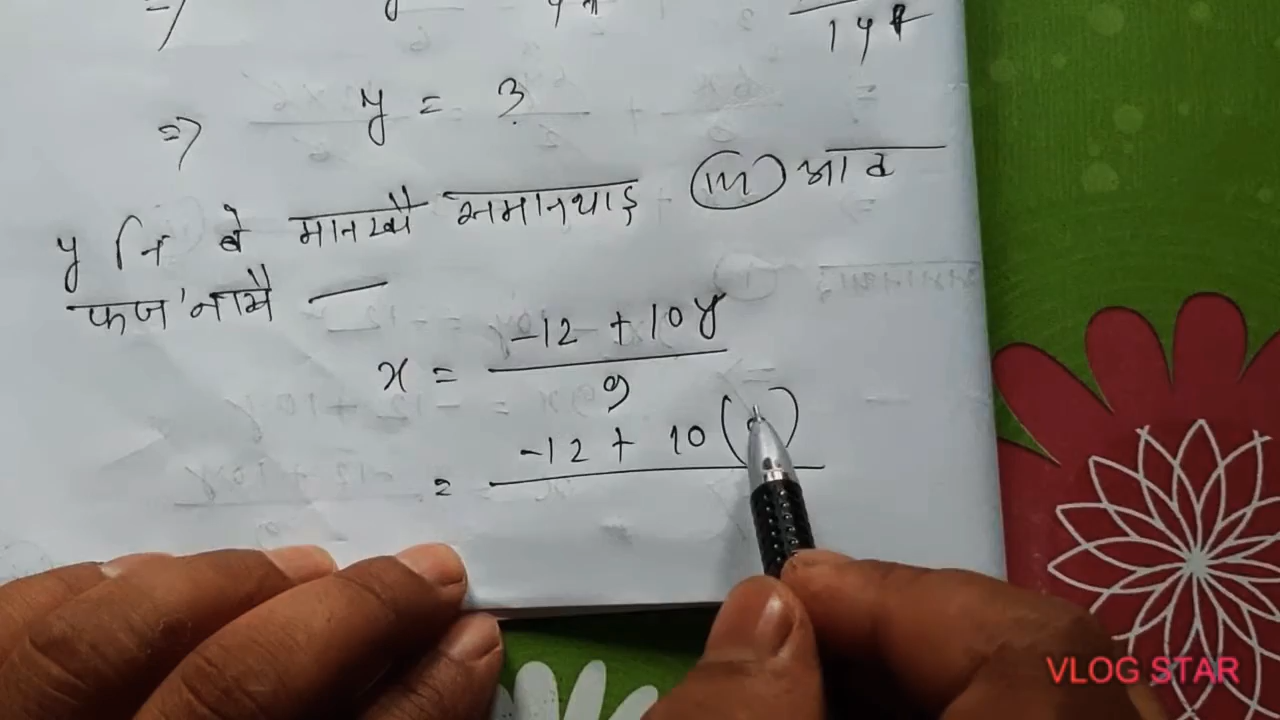 =>
=> y = 3
y नि बे मानखौ समानथाइ (iii) आव
फज'नामै —
x = -12 + 10y / 9
= -12 + 10 (
VLOG STAR